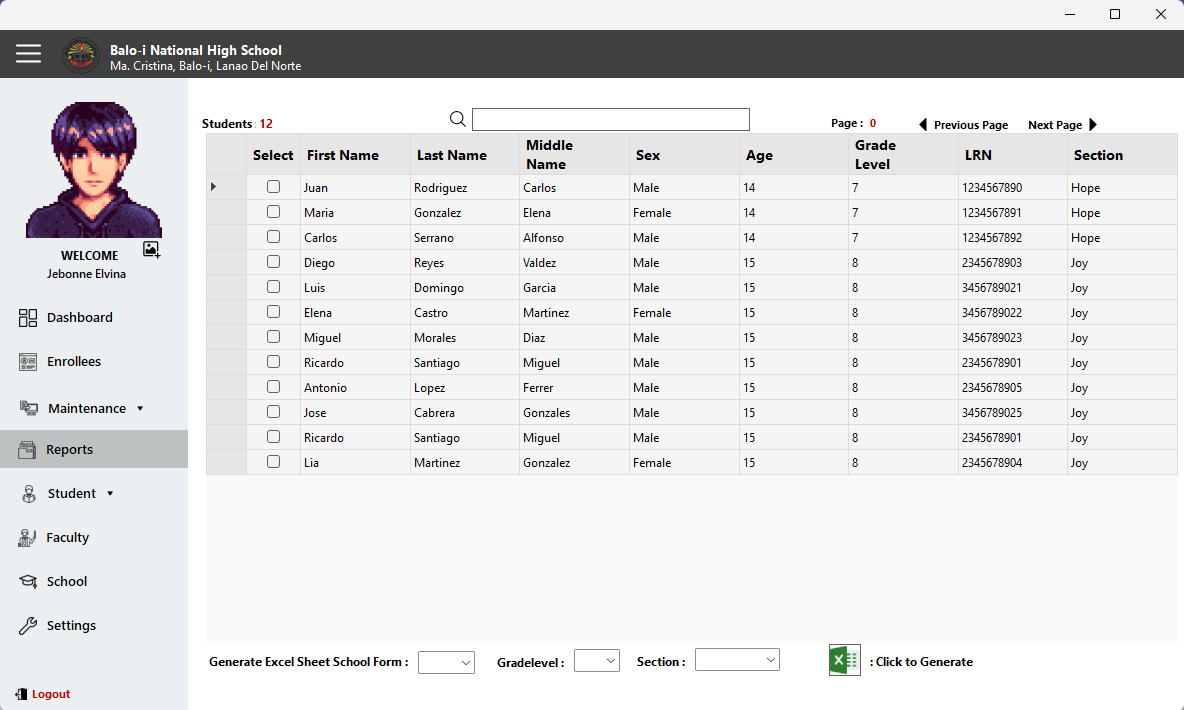 Balo-i National High School
Ma. Cristina, Balo-i, Lanao Del Norte
WELCOME
Jebonne Elvina
Dashboard
Enrollees
Maintenance
Reports
Student
Faculty
School
Settings
Logout
Students : 12
Page : 0
Previous Page
Next Page
Select First Name Last Name Middle Name Sex Age Grade Level LRN Section
Juan Rodriguez Carlos Male 14 7 1234567890 Hope
Maria Gonzalez Elena Female 14 7 1234567891 Hope
Carlos Serrano Alfonso Male 14 7 1234567892 Hope
Diego Reyes Valdez Male 15 8 2345678903 Joy
Luis Domingo Garcia Male 15 8 3456789021 Joy
Elena Castro Martinez Female 15 8 3456789022 Joy
Miguel Morales Diaz Male 15 8 3456789023 Joy
Ricardo Santiago Miguel Male 15 8 2345678901 Joy
Antonio Lopez Ferrer Male 15 8 2345678905 Joy
Jose Cabrera Gonzales Male 15 8 3456789025 Joy
Ricardo Santiago Miguel Male 15 8 2345678901 Joy
Lia Martinez Gonzalez Female 15 8 2345678904 Joy
Generate Excel Sheet School Form :
Gradelevel :
Section :
: Click to Generate